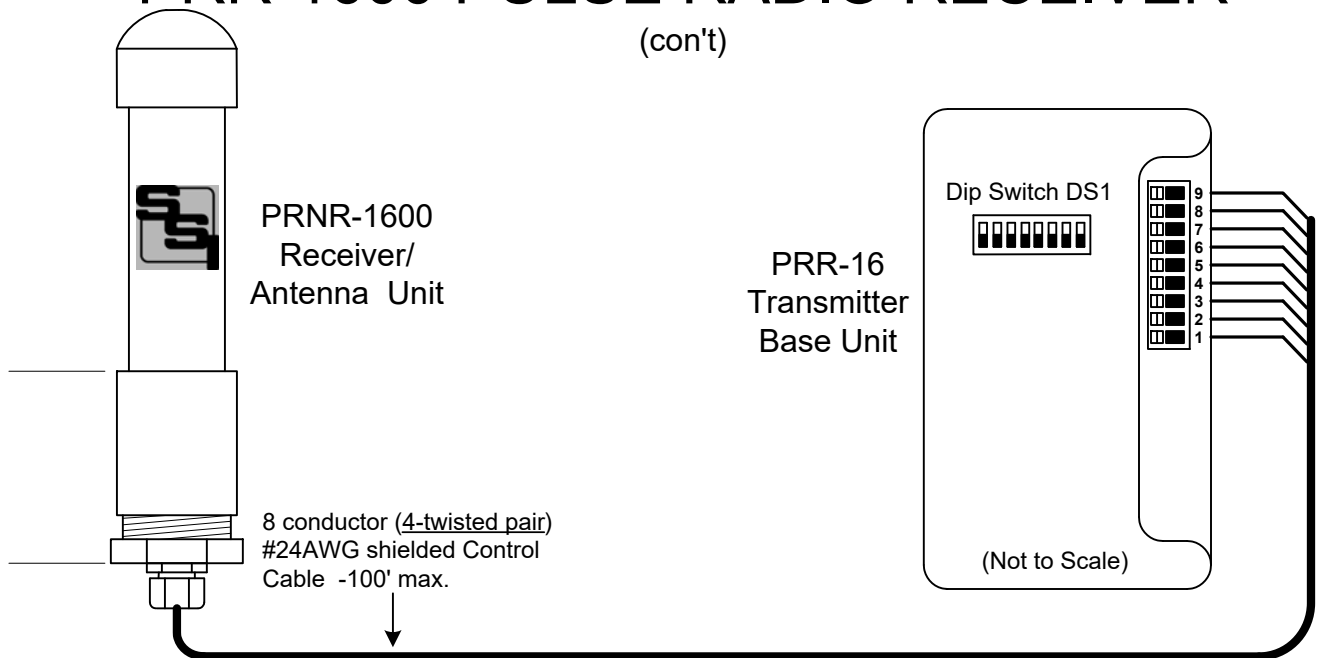 (con't)
PRNR-1600
Receiver/
Antenna Unit
8 conductor (4-twisted pair)
#24AWG shielded Control
Cable -100' max.
PRR-16
Transmitter
Base Unit
Dip Switch DS1
9
8
7
6
5
4
3
2
1
(Not to Scale)
SSI